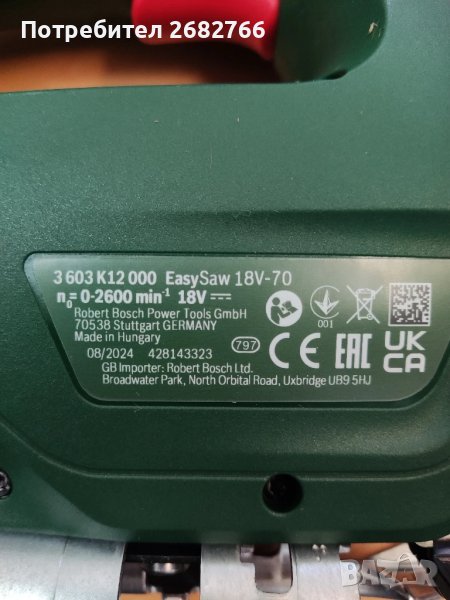 Потребител 2682766
3 603 K12 000 EasySaw 18V-70
n₀= 0-2600 min⁻¹ 18V
Robert Bosch Power Tools GmbH
70538 Stuttgart GERMANY
Made in Hungary
001
08/2024 428143323
797
CE EAC UK CA
GB Importer: Robert Bosch Ltd.
Broadwater Park, North Orbital Road, Uxbridge UB9 5HJ
BAZAR